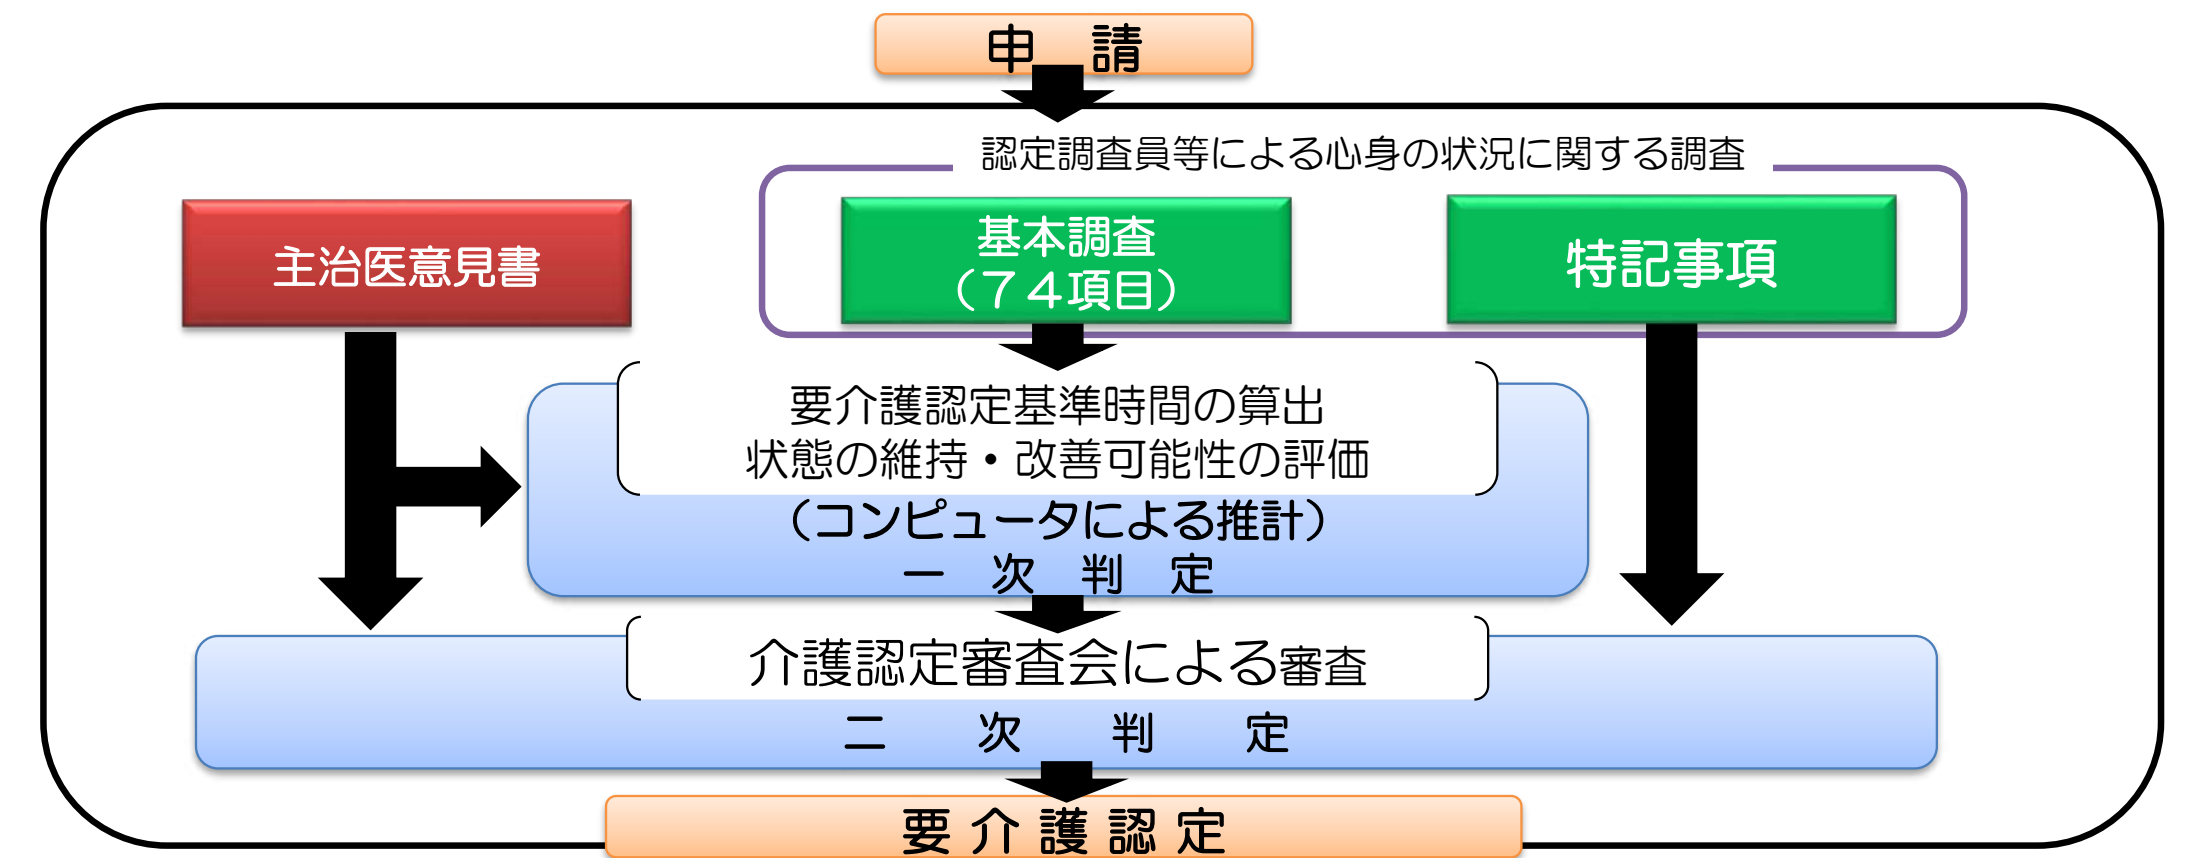 申　請
認定調査員等による心身の状況に関する調査
主治医意見書
基本調査
（７４項目）
特記事項
要介護認定基準時間の算出
状態の維持・改善可能性の評価
（コンピュータによる推計）
一　次　判　定
介護認定審査会による審査
二　次　判　定
要介護認定